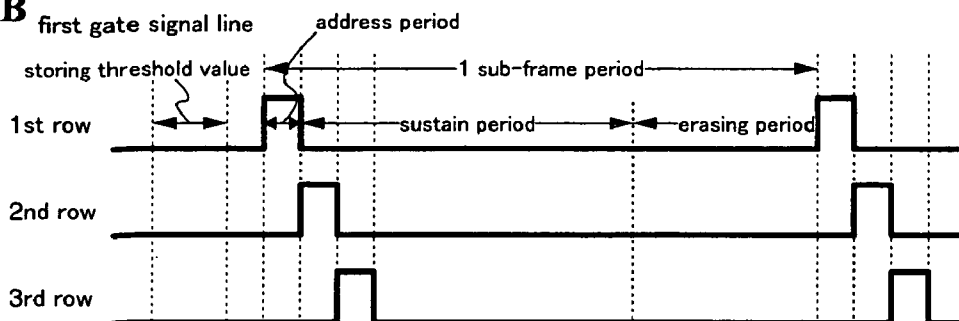 B
first gate signal line
address period
storing threshold value
1 sub-frame period
1st row
sustain period
erasing period
2nd row
3rd row